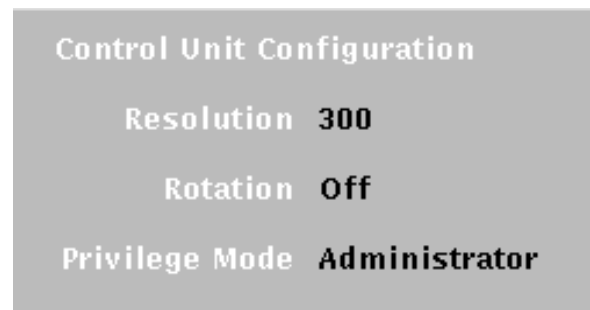 Control Unit Configuration
Resolution 300
Rotation Off
Privilege Mode Administrator